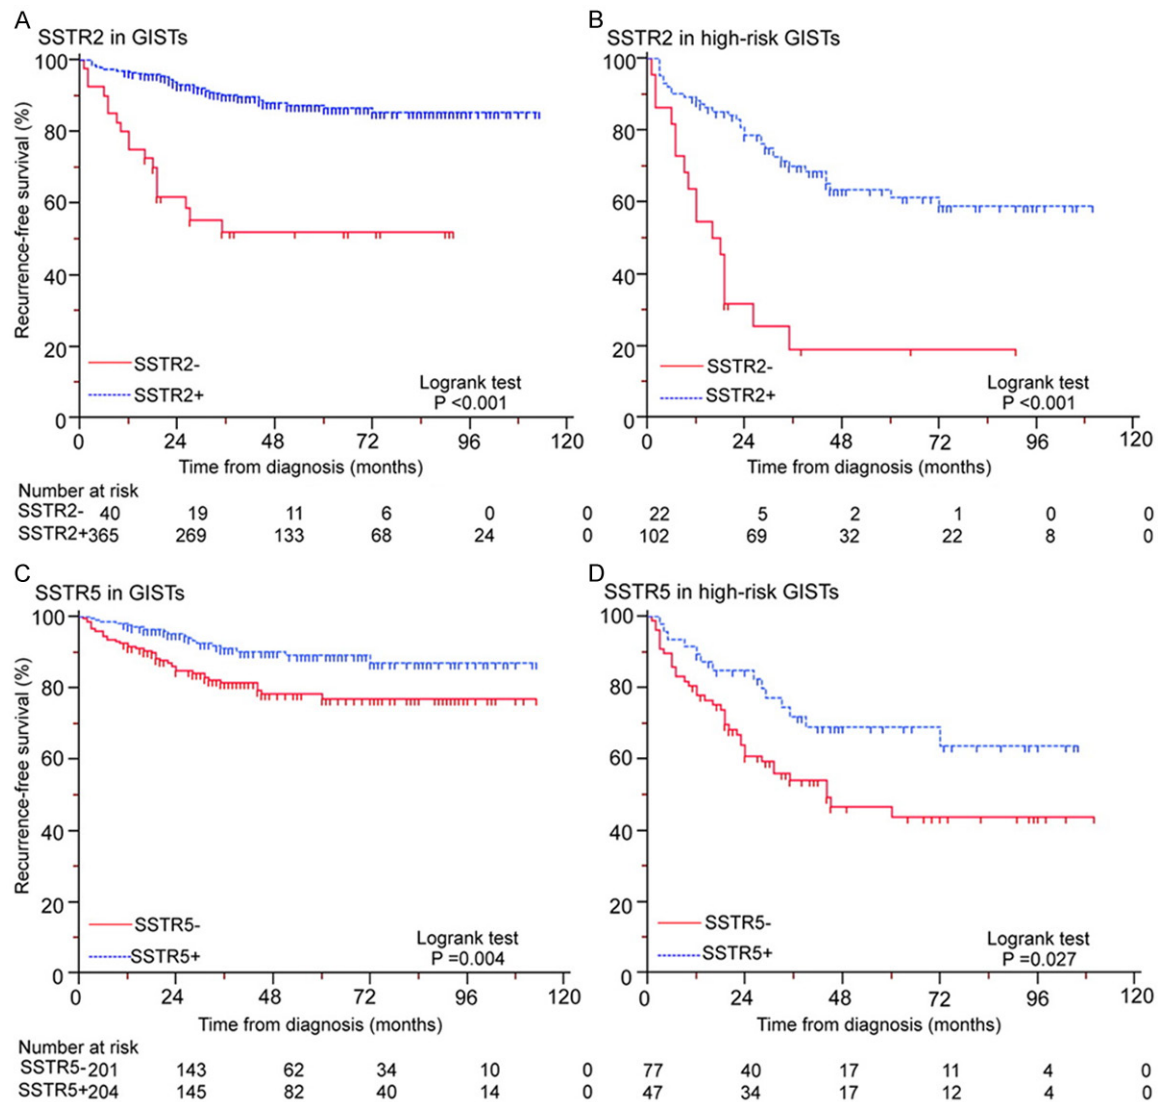 A
SSTR2 in GISTs
Recurrence-free survival (%)
100
80
60
40
20
0
SSTR2-
SSTR2+
Logrank test
P <0.001
0 24 48 72 96 120
Time from diagnosis (months)
Number at risk
SSTR2- 40 19 11 6 0 0
SSTR2+365 269 133 68 24 0
B
SSTR2 in high-risk GISTs
100
80
60
40
20
0
SSTR2-
SSTR2+
Logrank test
P <0.001
0 24 48 72 96 120
Time from diagnosis (months)
22 5 2 1 0 0
102 69 32 22 8 0
C
SSTR5 in GISTs
Recurrence-free survival (%)
100
80
60
40
20
0
SSTR5-
SSTR5+
Logrank test
P =0.004
0 24 48 72 96 120
Time from diagnosis (months)
Number at risk
SSTR5-201 143 62 34 10 0
SSTR5+204 145 82 40 14 0
D
SSTR5 in high-risk GISTs
100
80
60
40
20
0
SSTR5-
SSTR5+
Logrank test
P =0.027
0 24 48 72 96 120
Time from diagnosis (months)
77 40 17 11 4 0
47 34 17 12 4 0